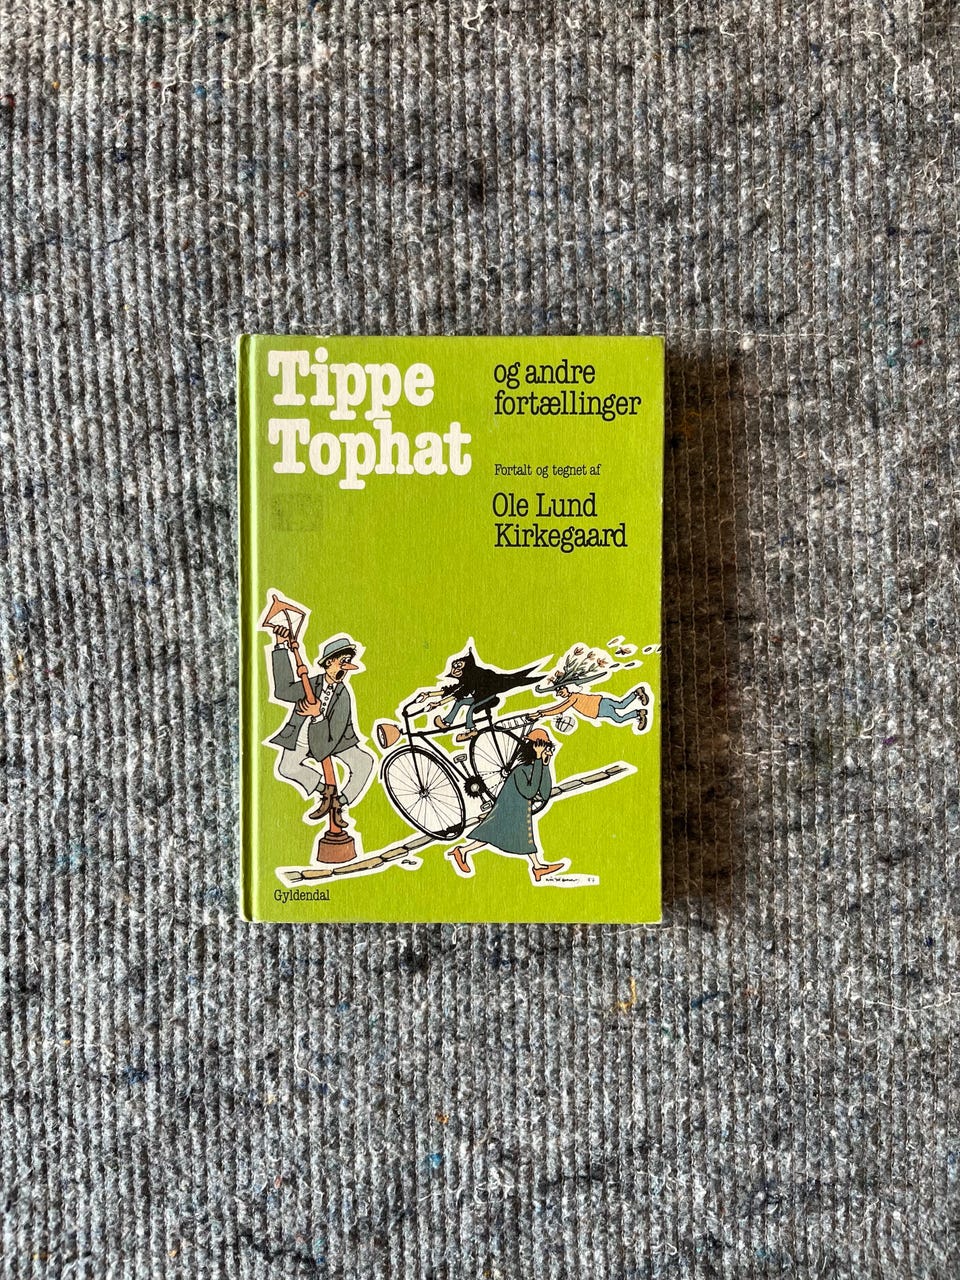 Tippe
Tophat
og andre
fortællinger
Fortalt og tegnet af
Ole Lund
Kirkegaard
Gyldendal